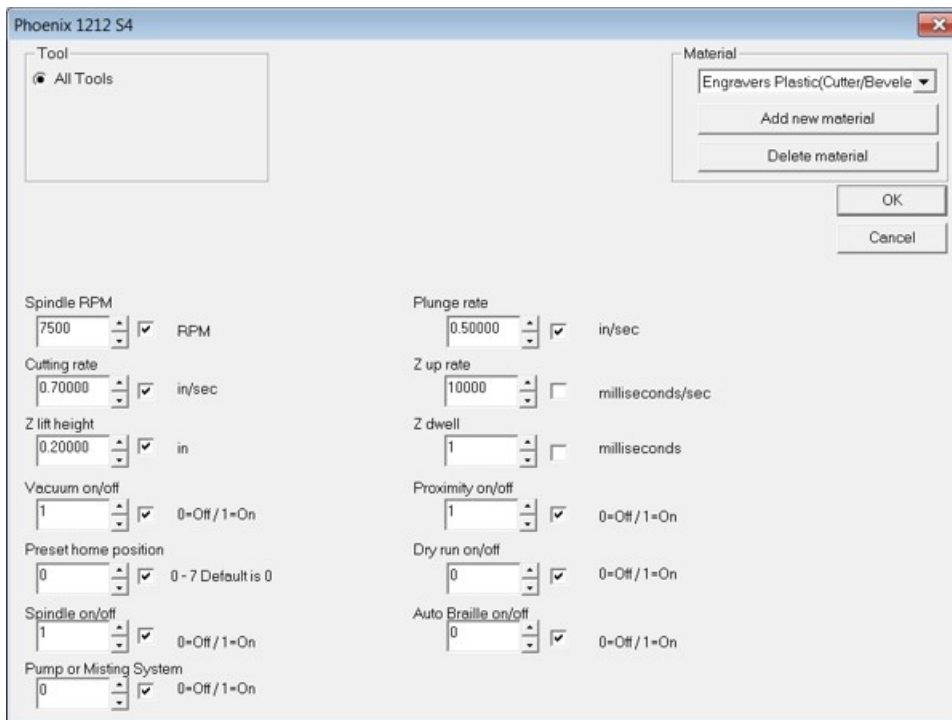 Phoenix 1212 S4
Tool
All Tools
Material
Engravers Plastic(Cutter/Bevele
Add new material
Delete material
OK
Cancel
Spindle RPM
7500
RPM
Plunge rate
0.50000
in/sec
Cutting rate
0.70000
in/sec
Z up rate
10000
milliseconds/sec
Z lift height
0.20000
in
Z dwell
1
milliseconds
Vacuum on/off
1
0=Off/1=On
Proximity on/off
1
0=Off/1=On
Preset home position
0
0 - 7 Default is 0
Dry run on/off
0
0=Off/1=On
Spindle on/off
1
0=Off/1=On
Auto Braille on/off
0
0=Off/1=On
Pump or Misting System
0
0=Off/1=On